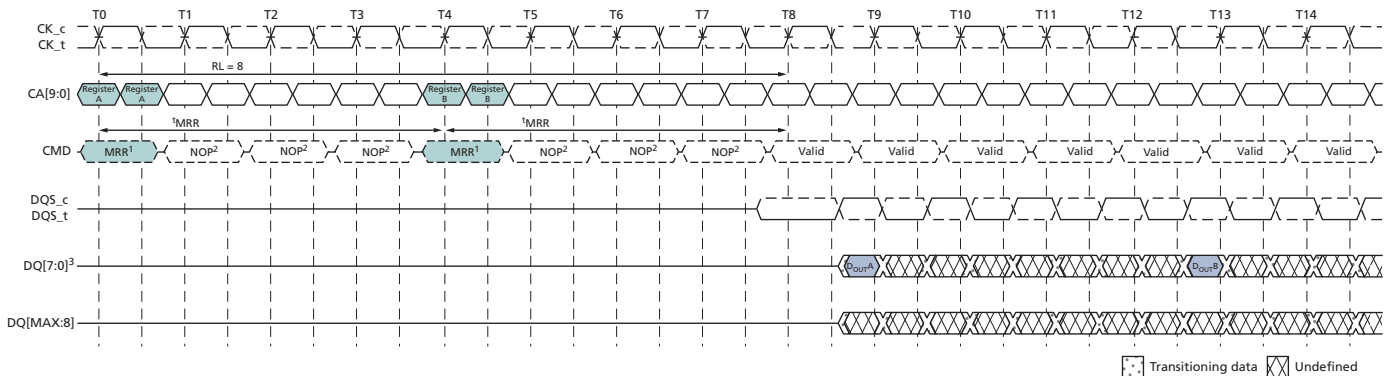 T0 T1 T2 T3 T4 T5 T6 T7 T8 T9 T10 T11 T12 T13 T14
CK_c
CK_t
RL = 8
CA[9:0] Register A Register A Register B Register B
tMRR tMRR
CMD MRR1 NOP2 NOP2 NOP2 MRR1 NOP2 NOP2 NOP2 Valid Valid Valid Valid Valid Valid Valid
DQS_c
DQS_t
DQ[7:0]3 DOUTA DOUTB
DQ[MAX:8]
Transitioning data Undefined